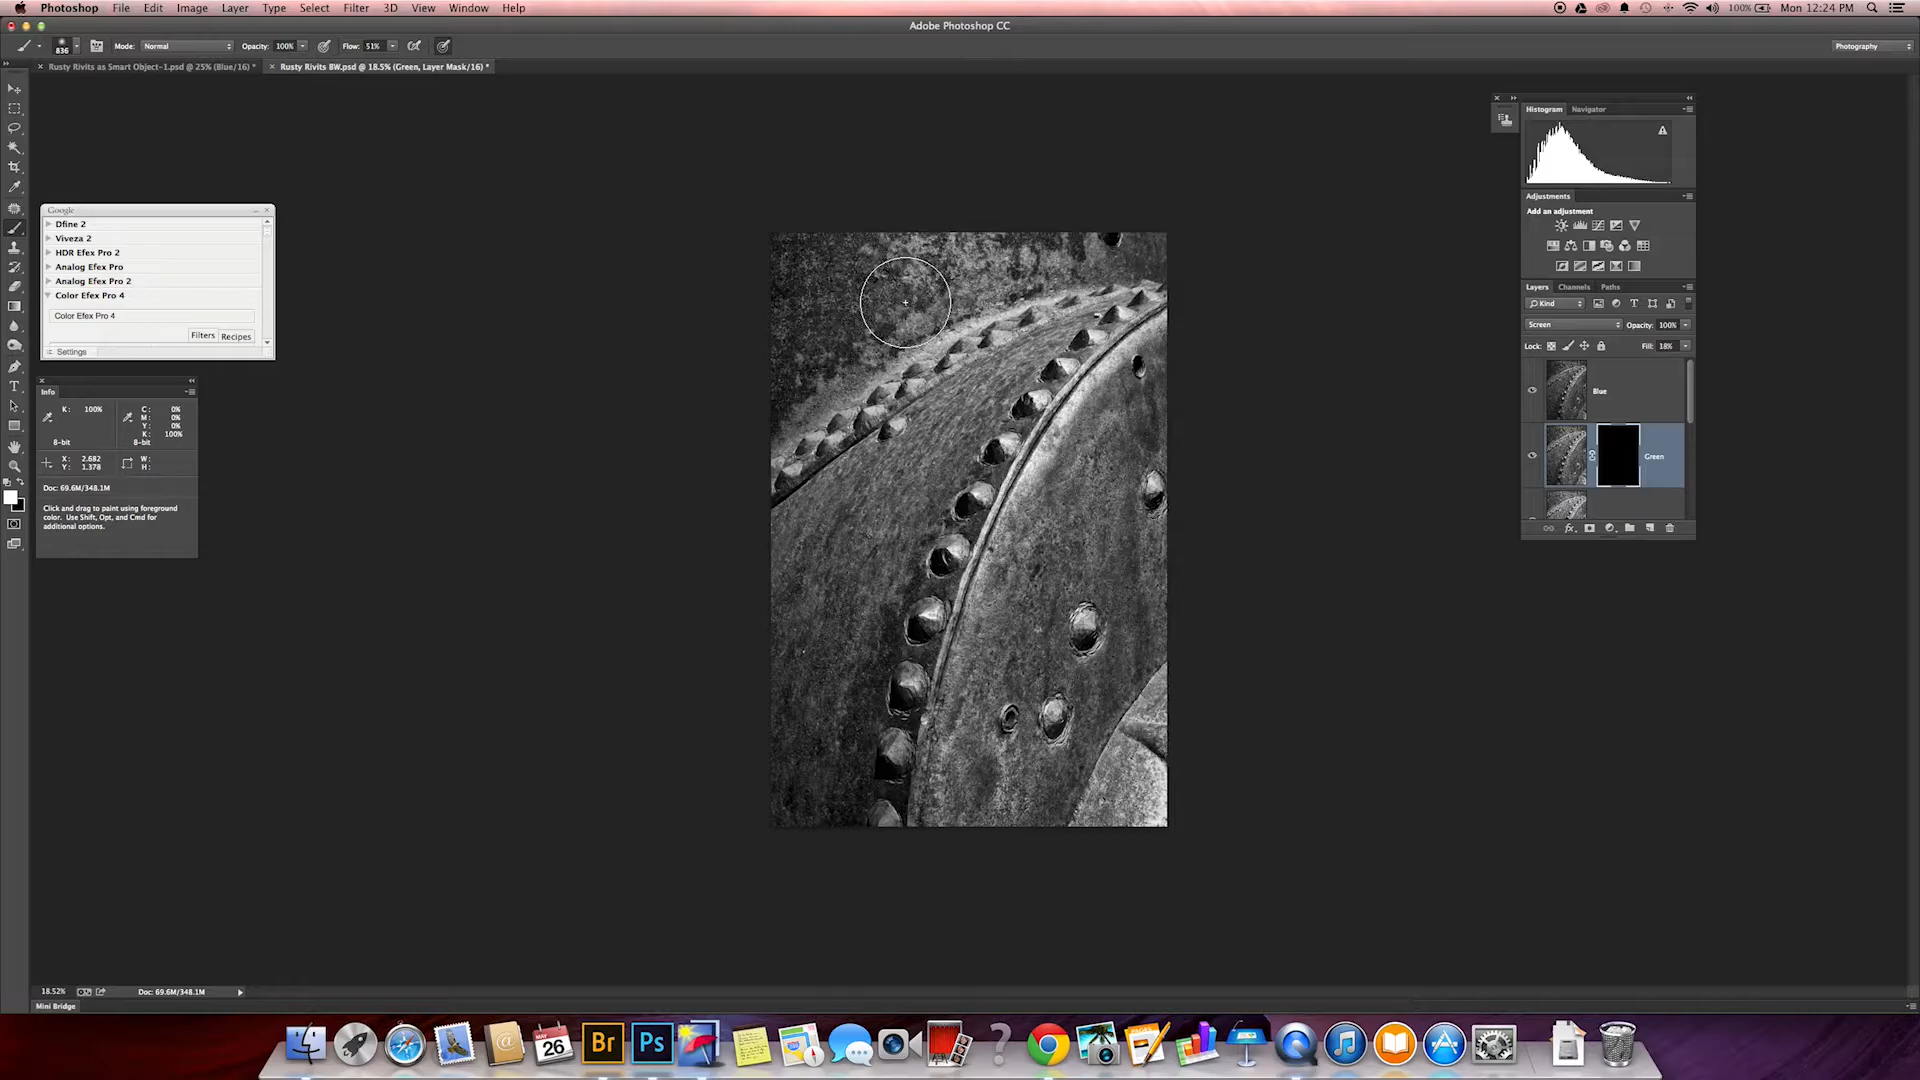 Photoshop File Edit Image Layer Type Select Filter 3D View Window Help 100% Mon 12:24 PM
Adobe Photoshop CC
836 Mode: Normal Opacity: 100% Flow: 51% Photography
Rusty Rivits as Smart Object-1.psd @ 25% (Blue/16) * Rusty Rivits BW.psd @ 18.5% (Green, Layer Mask/16) *
Histogram Navigator
Adjustments
Add an adjustment
Google
Dfine 2
Viveza 2
HDR Efex Pro 2
Analog Efex Pro
Analog Efex Pro 2
Color Efex Pro 4
Color Efex Pro 4
Filters Recipes
Settings
Layers Channels Paths
Kind
Screen Opacity: 100%
Lock: Fill: 18%
Blue
Green
Info
K: 100% C: 0%
M: 0%
Y: 0%
K: 100%
8-bit 8-bit
X: 2.682 W:
Y: 1.378 H:
Doc: 69.6M/348.1M
Click and drag to paint using foreground
color. Use Shift, Opt, and Cmd for
additional options.
18.52% Doc: 69.6M/348.1M
Mini Bridge
MAY
26
Br
Ps